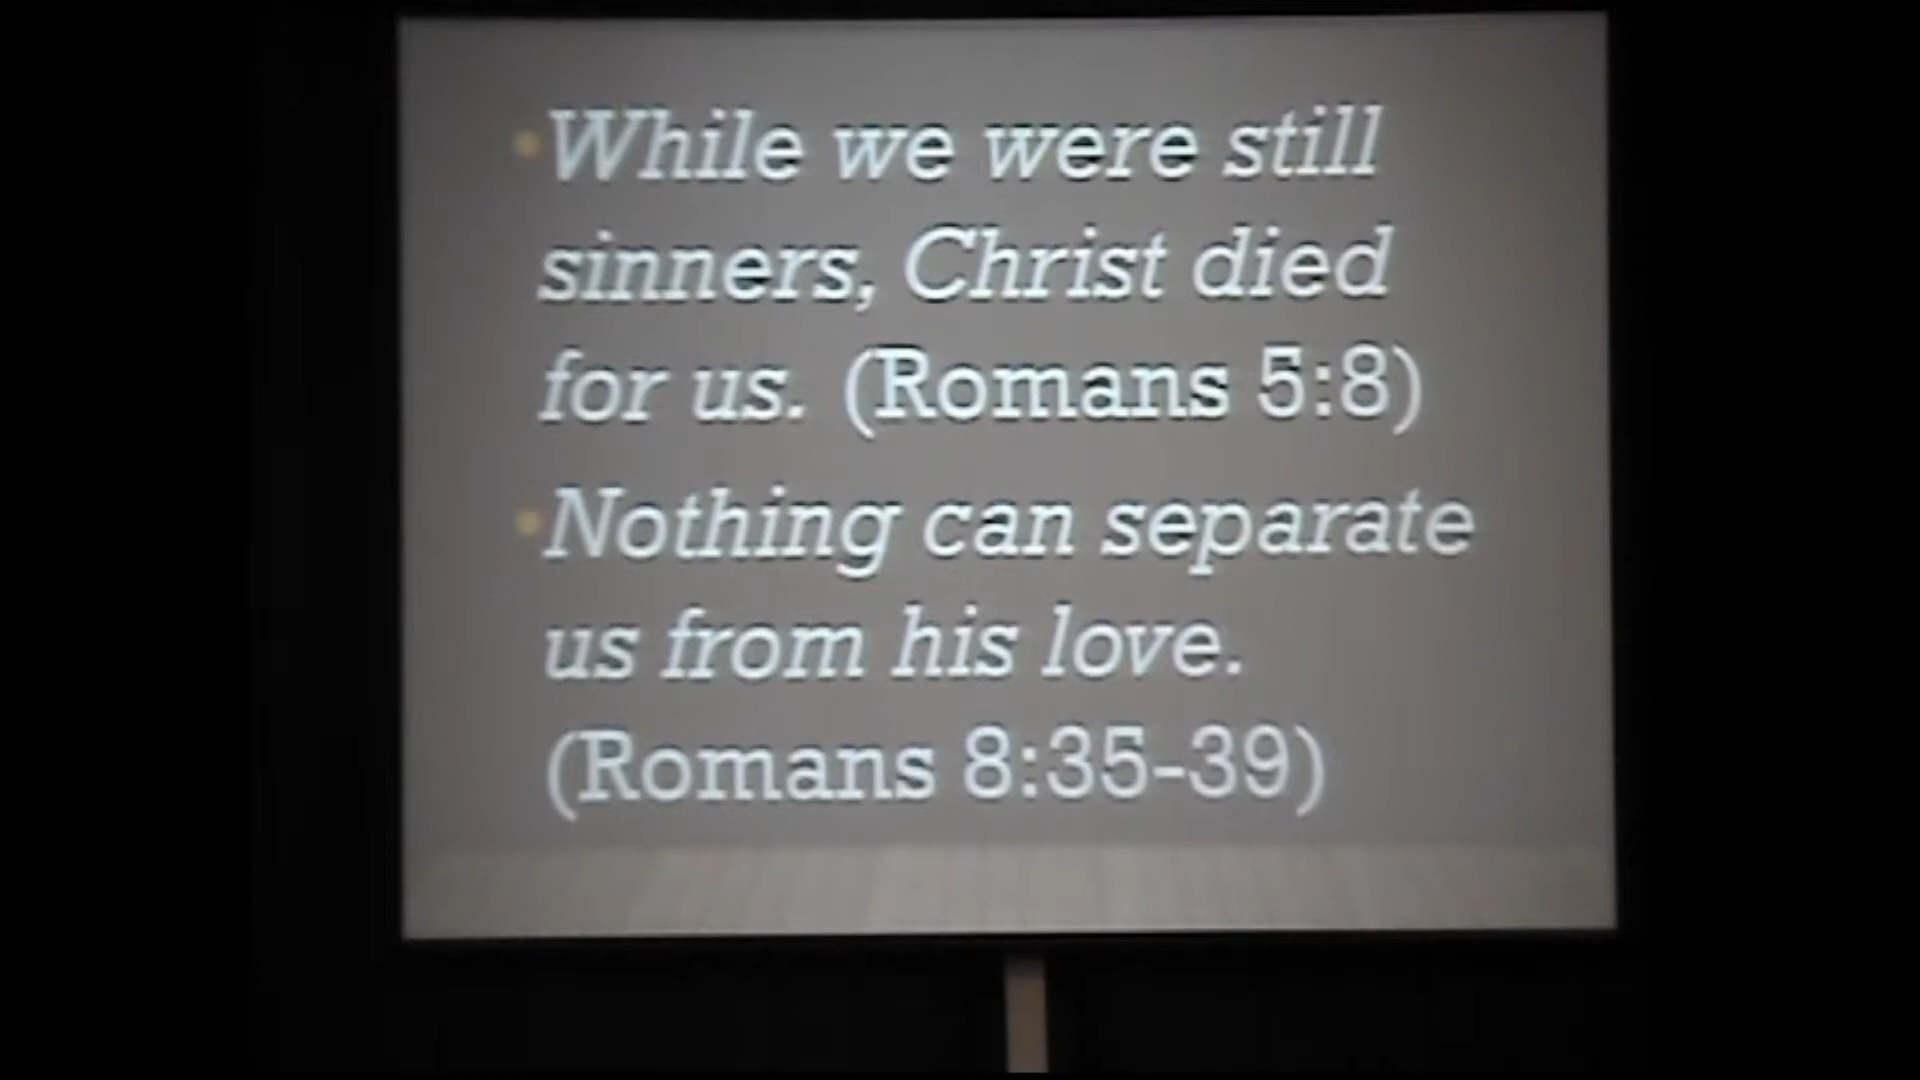 •While we were still
sinners, Christ died
for us. (Romans 5:8)
•Nothing can separate
us from his love.
(Romans 8:35-39)